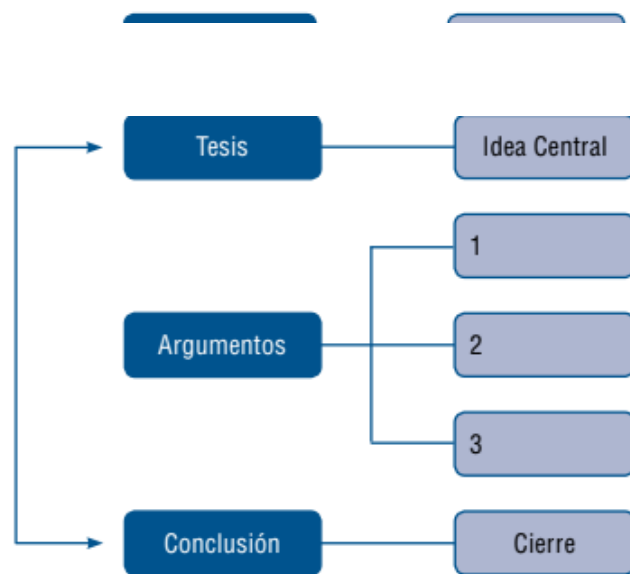 Tesis
Idea Central
1
Argumentos
2
3
Conclusión
Cierre